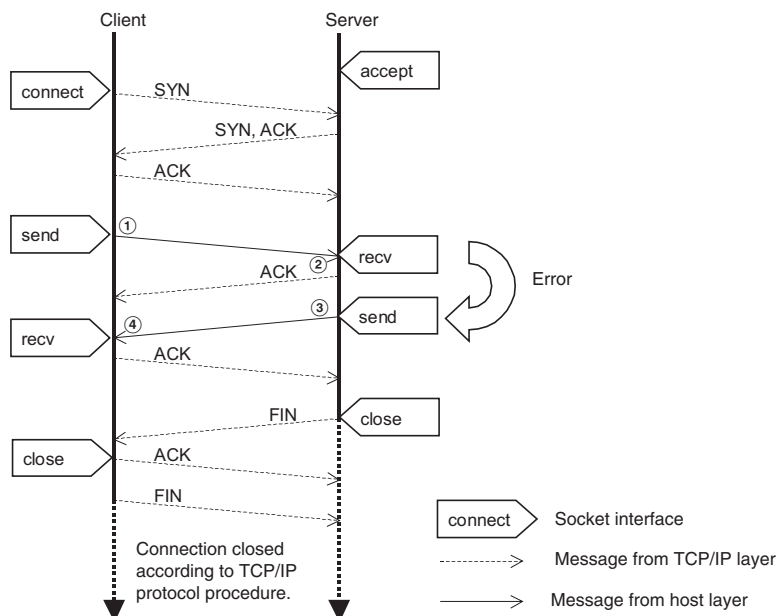 Client
Server
accept
connect
SYN
SYN, ACK
ACK
send
①
recv
②
ACK
Error
③
send
④
recv
ACK
FIN
close
close
ACK
FIN
connect
Socket interface
Connection closed
according to TCP/IP
protocol procedure.
Message from TCP/IP layer
Message from host layer